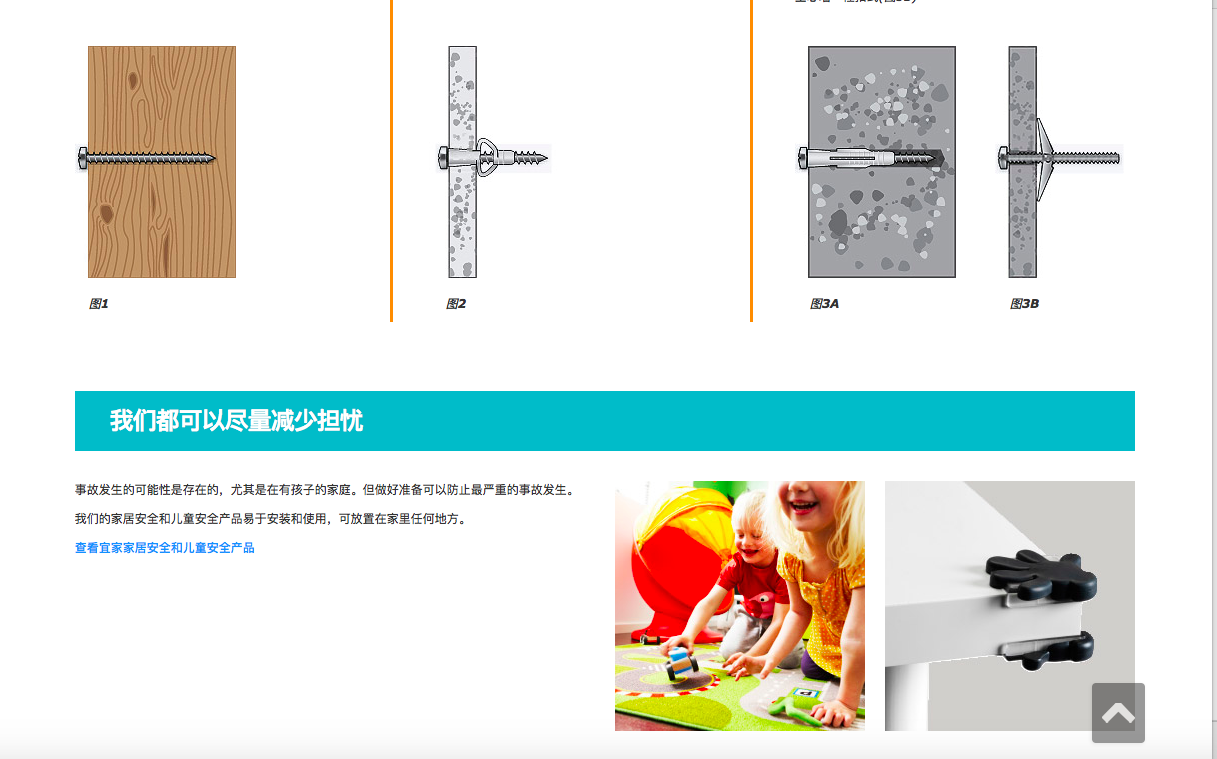 图1
图2
图3A
图3B
我们都可以尽量减少担忧
事故发生的可能性是存在的，尤其是在有孩子的家庭。但做好准备可以防止最严重的事故发生。
我们的家居安全和儿童安全产品易于安装和使用，可放置在家里任何地方。
查看宜家家居安全和儿童安全产品